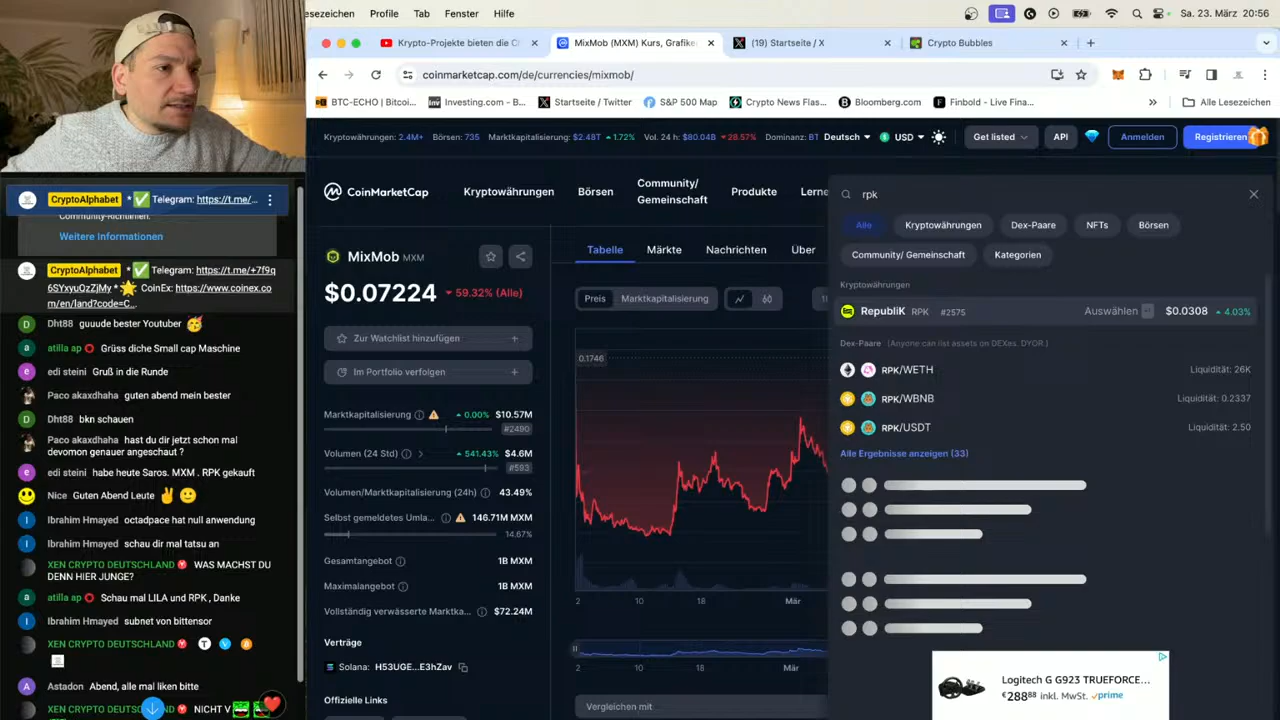 esezeichen Profile Tab Fenster Hilfe
Sa. 23. März 20:56
Krypto-Projekte bieten die C
MixMob (MXM) Kurs, Grafike
(19) Startseite / X
Crypto Bubbles
coinmarketcap.com/de/currencies/mixmob/
BTC-ECHO | Bitcoi...
Investing.com - B...
Startseite / Twitter
S&P 500 Map
Crypto News Flas...
Bloomberg.com
Finbold - Live Fina...
Alle Lesezeichen
Kryptowährungen: 2.4M+ Börsen: 735 Marktkapitalisierung: $2.48T 1.72% Vol. 24 h: $80.04B 28.57% Dominanz: BT
Deutsch
USD
Get listed
API
Anmelden
Registrieren
CoinMarketCap
Kryptowährungen
Börsen
Community/
Gemeinschaft
Produkte
Lerne
rpk
Alle
Kryptowährungen
Dex-Paare
NFTs
Börsen
Community/ Gemeinschaft
Kategorien
Kryptowährungen
RepubliK RPK #2575 Auswählen $0.0308 4.03%
Dex-Paare (Anyone can list assets on DEXes. DYOR.)
RPK/WETH Liquidität: 26K
RPK/WBNB Liquidität: 0.2337
RPK/USDT Liquidität: 2.50
Alle Ergebnisse anzeigen (33)
MixMob MXM
$0.07224 59.32% (Alle)
Zur Watchlist hinzufügen +
Im Portfolio verfolgen +
Marktkapitalisierung 0.00% $10.57M
#2490
Volumen (24 Std) 541.43% $4.6M
#593
Volumen/Marktkapitalisierung (24h) 43.49%
Selbst gemeldetes Umla... 146.71M MXM
14.67%
Gesamtangebot 1B MXM
Maximalangebot 1B MXM
Vollständig verwässerte Marktka... $72.24M
Verträge
Solana: H53UGE...E3hZav
Offizielle Links
Tabelle
Märkte
Nachrichten
Über
Preis
Marktkapitalisierung
0.1746
2 10 18 Mär
2 Mär
Vergleichen mit
Logitech G G923 TRUEFORCE...
€288⁸⁸ inkl. MwSt. prime
CryptoAlphabet * ✅ Telegram: https://t.me/...
Community-Richtlinien.
Weitere Informationen
CryptoAlphabet * ✅ Telegram: https://t.me/+7f9q
6SYxyuQzZjMy * 🌟 CoinEx: https://www.coinex.co
m/en/land?code=C...
D Dht88 guuude bester Youtuber 🥳
a atilla ap ⭕ Grüss diche Small cap Maschine
e edi steini Gruß in die Runde
Paco akaxdhaha guten abend mein bester
D Dht88 bkn schauen
Paco akaxdhaha hast du dir jetzt schon mal
devomon genauer angeschaut ?
e edi steini habe heute Saros. MXM . RPK gekauft
Nice Guten Abend Leute ✌️ 🙂
I Ibrahim Hmayed octadpace hat null anwendung
I Ibrahim Hmayed schau dir mal tatsu an
XEN CRYPTO DEUTSCHLAND WAS MACHST DU
DENN HIER JUNGE?
a atilla ap ⭕ Schau mal LILA und RPK , Danke
I Ibrahim Hmayed subnet von bittensor
XEN CRYPTO DEUTSCHLAND
A Astadon Abend, alle mal liken bitte
XEN CRYPTO DEUTSCHLAND NICHT V